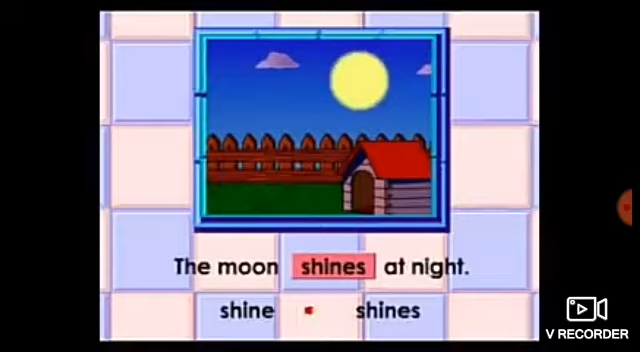 The moon shines at night.
shine shines
V RECORDER